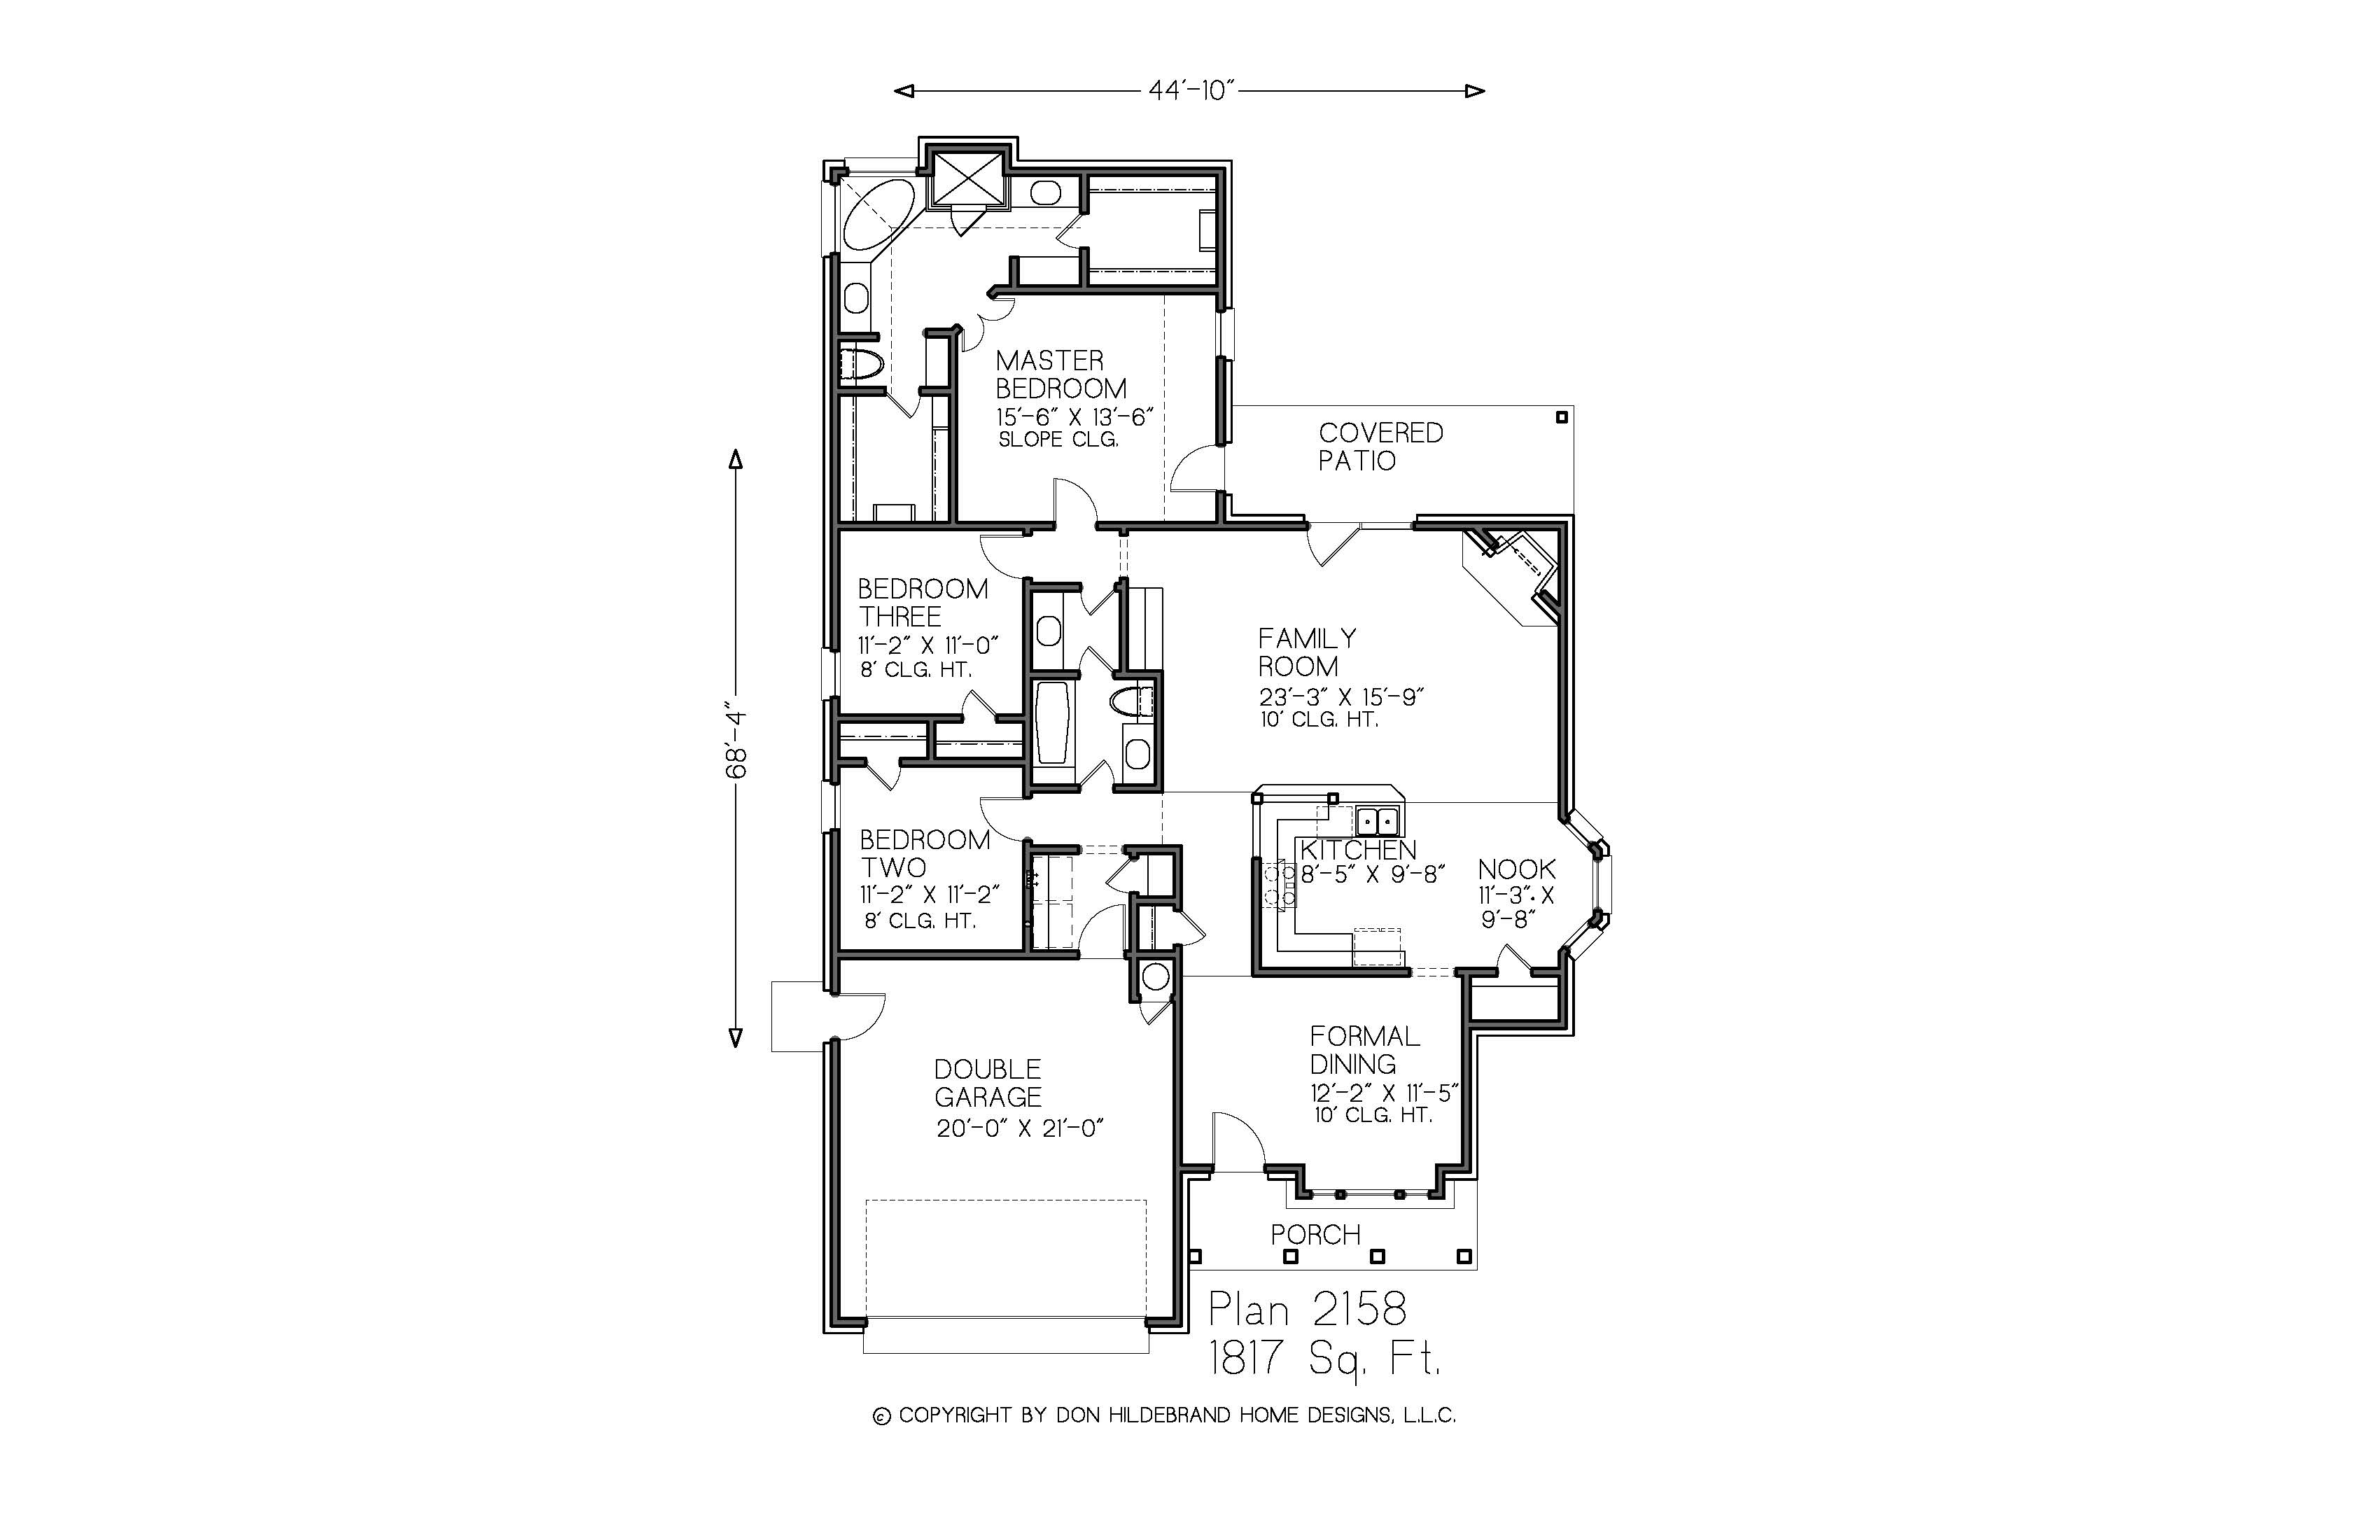 44'-10"
MASTER
BEDROOM
15'-6" X 13'-6"
SLOPE CLG.
COVERED
PATIO
68'-4"
BEDROOM
THREE
11'-2" X 11'-0"
8' CLG. HT.
FAMILY
ROOM
23'-3" X 15'-9"
10' CLG. HT.
BEDROOM
TWO
11'-2" X 11'-2"
8' CLG. HT.
KITCHEN
8'-5" X 9'-8"
NOOK
11'-3" X
9'-8"
DOUBLE
GARAGE
20'-0" X 21'-0"
FORMAL
DINING
12'-2" X 11'-5"
10' CLG. HT.
PORCH
Plan 2158
1817 Sq. Ft.
© COPYRIGHT BY DON HILDEBRAND HOME DESIGNS, L.L.C.